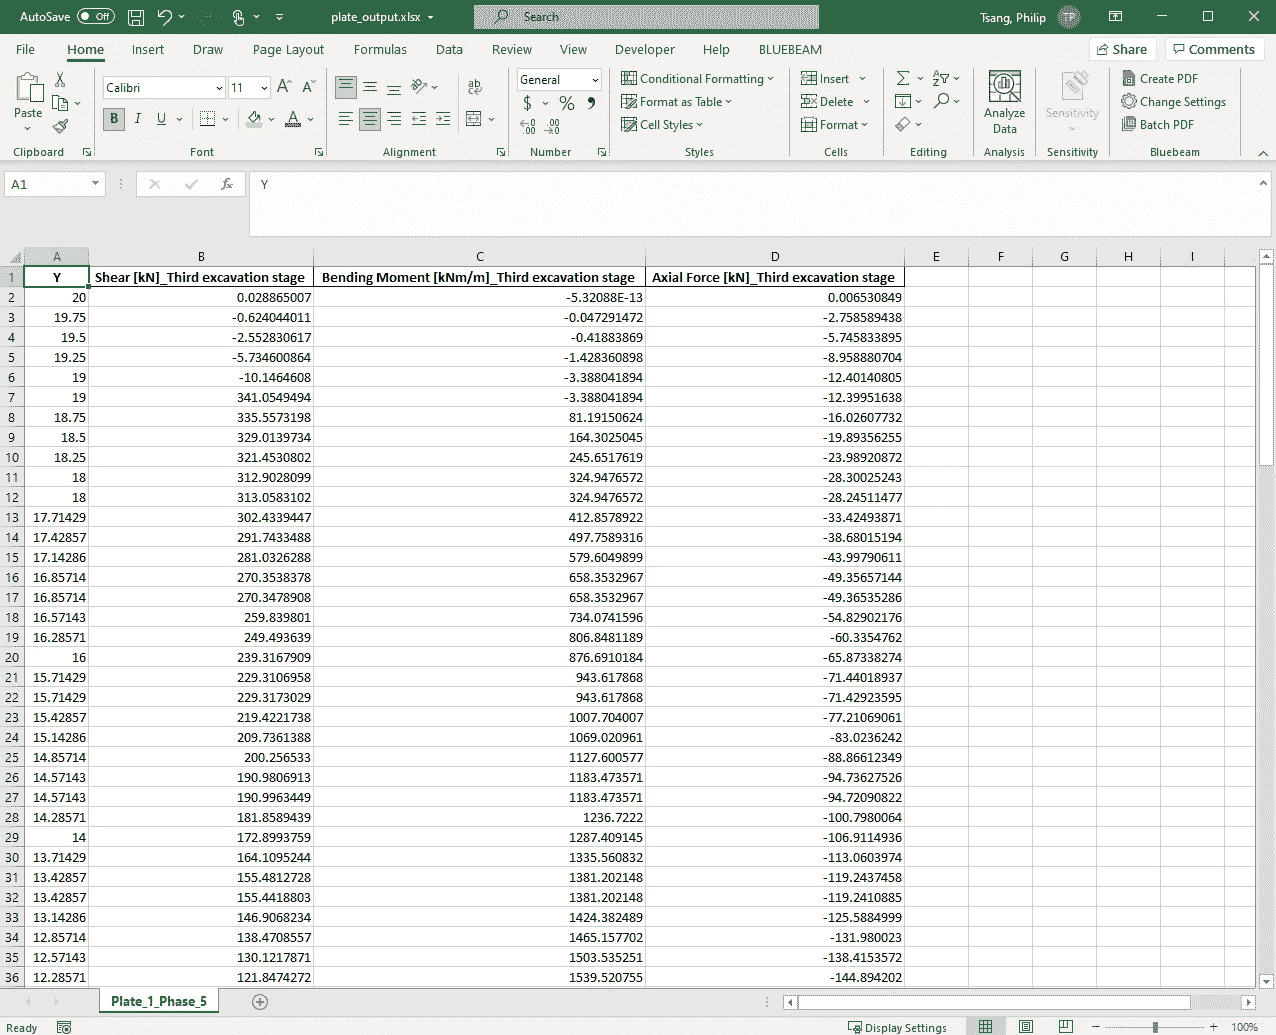 AutoSave Off plate_output.xlsx Search Tsang, Philip TP
File Home Insert Draw Page Layout Formulas Data Review View Developer Help BLUEBEAM Share Comments
Paste Calibri 11 General Conditional Formatting Insert Create PDF
B I U $ % Format as Table Delete Analyze Data Sensitivity Change Settings
Cell Styles Format Batch PDF
Clipboard Font Alignment Number Styles Cells Editing Analysis Sensitivity Bluebeam
A1 fx Y
A B C D E F G H I
1 Y Shear [kN]_Third excavation stage Bending Moment [kNm/m]_Third excavation stage Axial Force [kN]_Third excavation stage
2 20 0.028865007 -5.32088E-13 0.006530849
3 19.75 -0.624044011 -0.047291472 -2.758589438
4 19.5 -2.552830617 -0.41883869 -5.745833895
5 19.25 -5.734600864 -1.428360898 -8.958880704
6 19 -10.1464608 -3.388041894 -12.40140805
7 19 341.0549494 -3.388041894 -12.39951638
8 18.75 335.5573198 81.19150624 -16.02607732
9 18.5 329.0139734 164.3025045 -19.89356255
10 18.25 321.4530802 245.6517619 -23.98920872
11 18 312.9028099 324.9476572 -28.30025243
12 18 313.0583102 324.9476572 -28.24511477
13 17.71429 302.4339447 412.8578922 -33.42493871
14 17.42857 291.7433488 497.7589316 -38.68015194
15 17.14286 281.0326288 579.6049899 -43.99790611
16 16.85714 270.3538378 658.3532967 -49.35657144
17 16.85714 270.3478908 658.3532967 -49.36535286
18 16.57143 259.839801 734.0741596 -54.82902176
19 16.28571 249.493639 806.8481189 -60.3354762
20 16 239.3167909 876.6910184 -65.87338274
21 15.71429 229.3106958 943.617868 -71.44018937
22 15.71429 229.3173029 943.617868 -71.42923595
23 15.42857 219.4221738 1007.704007 -77.21069061
24 15.14286 209.7361388 1069.020961 -83.0236242
25 14.85714 200.256533 1127.600577 -88.86612349
26 14.57143 190.9806913 1183.473571 -94.73627526
27 14.57143 190.9963449 1183.473571 -94.72090822
28 14.28571 181.8589439 1236.7222 -100.7980064
29 14 172.8993759 1287.409145 -106.9114936
30 13.71429 164.1095244 1335.560832 -113.0603974
31 13.42857 155.4812728 1381.202148 -119.2437458
32 13.42857 155.4418803 1381.202148 -119.2410885
33 13.14286 146.9068234 1424.382489 -125.5884999
34 12.85714 138.4708557 1465.157702 -131.980023
35 12.57143 130.1217871 1503.535251 -138.4153572
36 12.28571 121.8474272 1539.520755 -144.894202
Plate_1_Phase_5
Ready Display Settings 100%